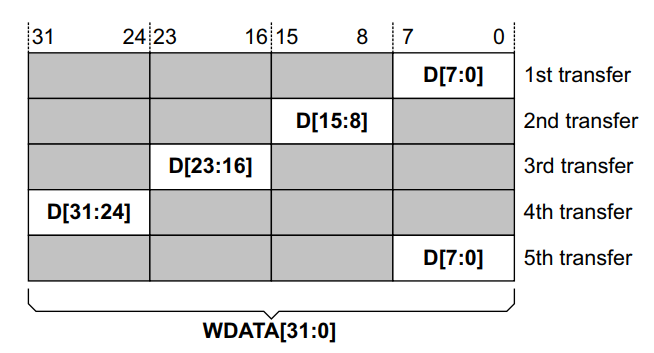 31 24 23 16 15 8 7 0
D[7:0] 1st transfer
D[15:8] 2nd transfer
D[23:16] 3rd transfer
D[31:24] 4th transfer
D[7:0] 5th transfer
WDATA[31:0]